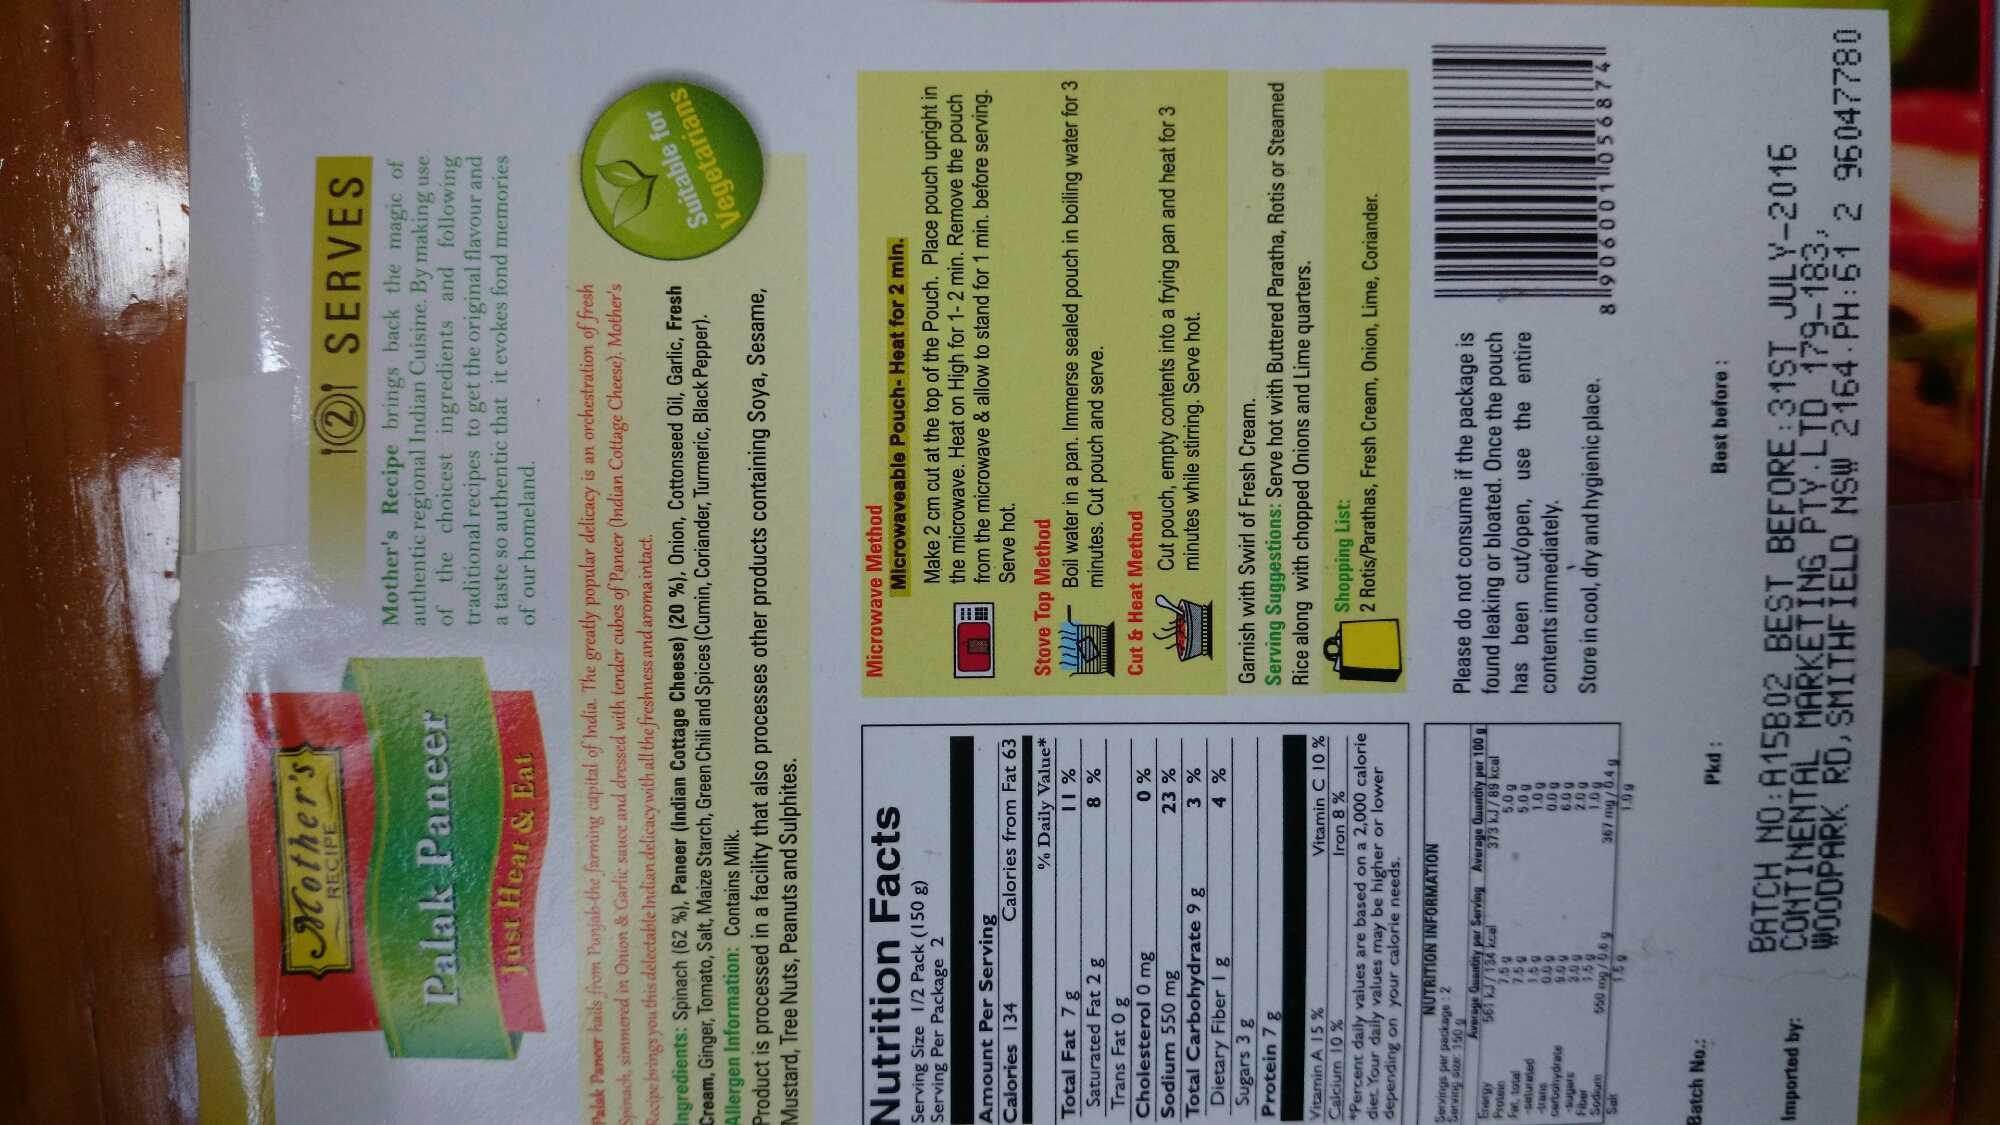 Mother's
RECIPE
Palak Paneer
Just Heat & Eat
2 SERVES
Mother's Recipe brings back the magic of
authentic regional Indian Cuisine. By making use
of the choicest ingredients and following
traditional recipes to get the original flavour and
a taste so authentic that it evokes fond memories
of our homeland.
Palak Paneer hails from Punjab-the farming capital of India. The greatly popular delicacy is an orchestration of fresh
Spinach, simmered in Onion & Garlic sauce and dressed with tender cubes of Paneer (Indian Cottage Cheese). Mother's
Recipe brings you this delectable Indian delicacy with all the freshness and aroma intact.
Suitable for
Vegetarians
Ingredients: Spinach (62 %), Paneer (Indian Cottage Cheese) (20 %), Onion, Cottonseed Oil, Garlic, Fresh
Cream, Ginger, Tomato, Salt, Maize Starch, Green Chili and Spices (Cumin, Coriander, Turmeric, Black Pepper).
Allergen Information: Contains Milk.
Product is processed in a facility that also processes other products containing Soya, Sesame,
Mustard, Tree Nuts, Peanuts and Sulphites.
Nutrition Facts
Serving Size 1/2 Pack (150 g)
Serving Per Package 2
Amount Per Serving
Calories 134 Calories from Fat 63
% Daily Value*
Total Fat 7 g 11 %
Saturated Fat 2 g 8 %
Trans Fat 0 g
Cholesterol 0 mg 0 %
Sodium 550 mg 23 %
Total Carbohydrate 9 g 3 %
Dietary Fiber 1 g 4 %
Sugars 3 g
Protein 7 g
Vitamin A 15 % Vitamin C 10 %
Calcium 10 % Iron 8 %
*Percent daily values are based on a 2,000 calorie
diet. Your daily values may be higher or lower
depending on your calorie needs.
NUTRITION INFORMATION
Servings per package : 2
Serving size: 150 g
Average Quantity per Serving Average Quantity per 100 g
Energy 561 kJ / 134 kcal 373 kJ / 89 kcal
Protein 7.5 g 5.0 g
Fat, total 7.5 g 5.0 g
-saturated 1.5 g 1.0 g
-trans 0.0 g 0.0 g
carbohydrate 9.0 g 6.0 g
-sugars 3.0 g 2.0 g
Fiber 1.5 g 1.0 g
Sodium 550 mg / 0.6 g 367 mg / 0.4 g
Salt 1.5 g 1.0 g
Microwave Method
Microwaveable Pouch- Heat for 2 min.
Make 2 cm cut at the top of the Pouch. Place pouch upright in
the microwave. Heat on High for 1- 2 min. Remove the pouch
from the microwave & allow to stand for 1 min. before serving.
Serve hot.
Stove Top Method
Boil water in a pan. Immerse sealed pouch in boiling water for 3
minutes. Cut pouch and serve.
Cut & Heat Method
Cut pouch, empty contents into a frying pan and heat for 3
minutes while stirring. Serve hot.
Garnish with Swirl of Fresh Cream.
Serving Suggestions: Serve hot with Buttered Paratha, Rotis or Steamed
Rice along with chopped Onions and Lime quarters.
Shopping List:
2 Rotis/Parathas, Fresh Cream, Onion, Lime, Coriander.
Please do not consume if the package is
found leaking or bloated. Once the pouch
has been cut/open, use the entire
contents immediately.
Store in cool, dry and hygienic place.
8 906001 056874
Batch No.: Pkd : Best before :
BATCH NO:A15B02 BEST BEFORE:31ST JULY-2016
Imported by: CONTINENTAL MARKETING PTY.LTD 179-183,
WOODPARK RD,SMITHFIELD NSW 2164.PH:61 2 96047780